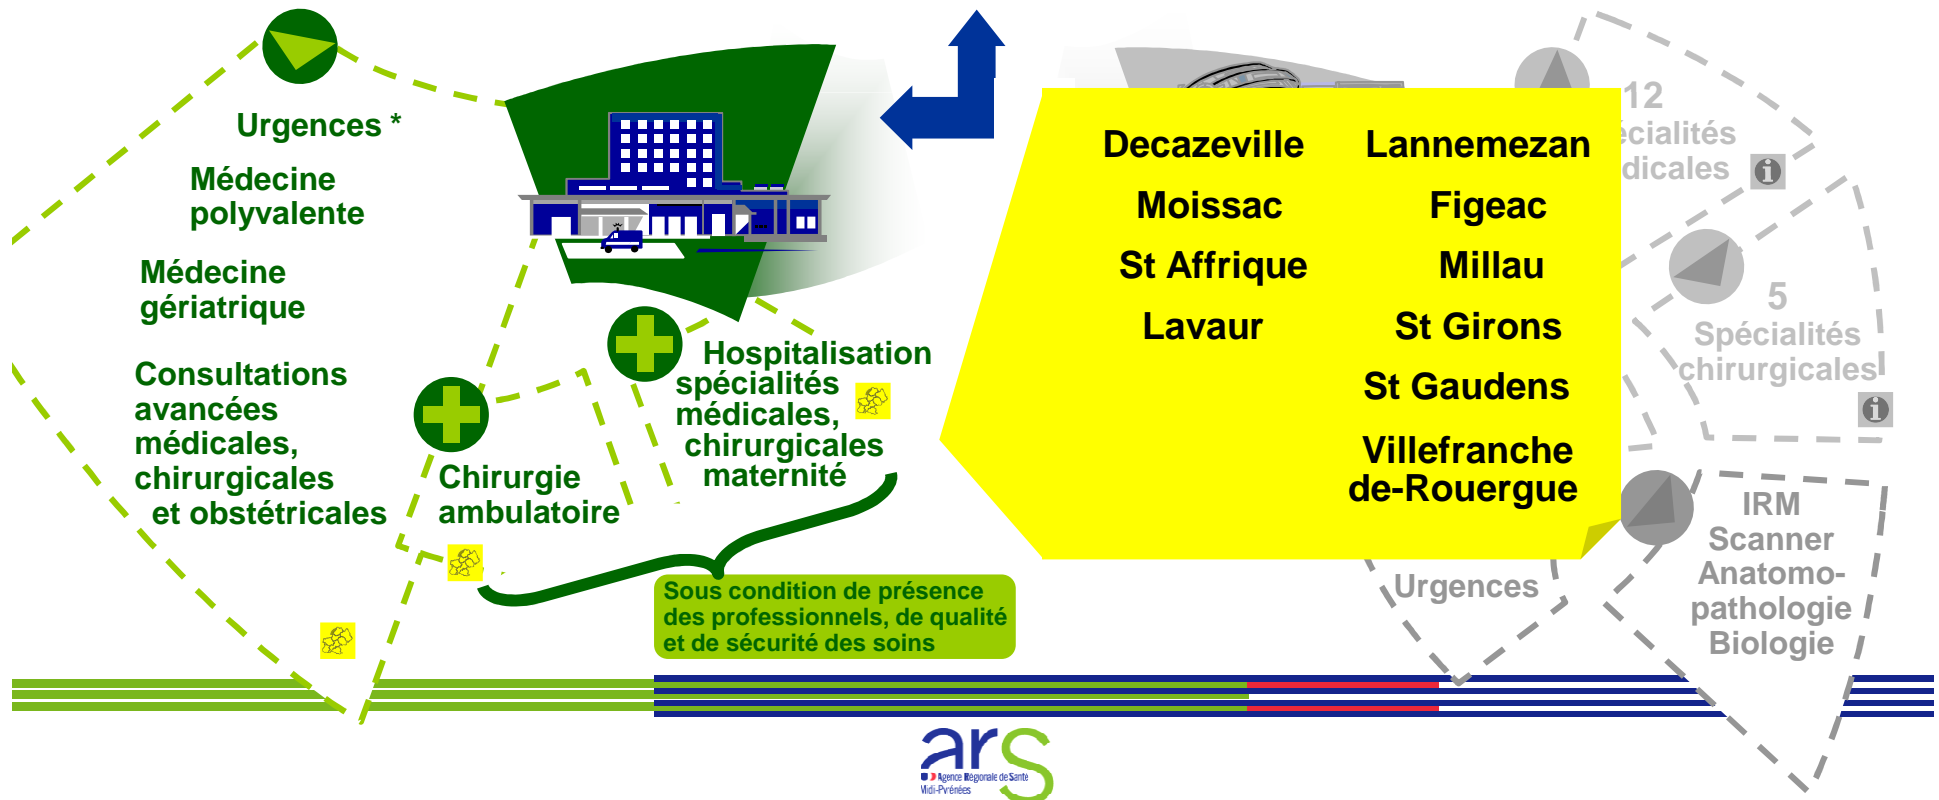 Urgences *
Médecine
polyvalente
Médecine
gériatrique
Consultations
avancées
médicales,
chirurgicales
et obstétricales
Chirurgie
ambulatoire
Hospitalisation
spécialités
médicales,
chirurgicales
maternité
Sous condition de présence
des professionnels, de qualité
et de sécurité des soins
Decazeville
Moissac
St Affrique
Lavaur
Lannemezan
Figeac
Millau
St Girons
St Gaudens
Villefranche
de-Rouergue
12
écialités
dicales
5
Spécialités
chirurgicales
Urgences
IRM
Scanner
Anatomo-
pathologie
Biologie
ars
Agence Régionale de Santé
Midi-Pyrénées